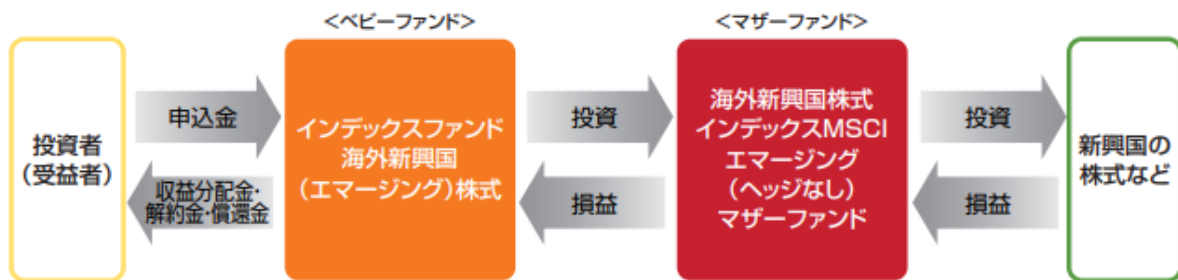 <ベビーファンド>
<マザーファンド>
投資者
(受益者)
申込金
収益分配金・
解約金・償還金
インデックスファンド
海外新興国
(エマージング)株式
投資
損益
海外新興国株式
インデックスMSCI
エマージング
(ヘッジなし)
マザーファンド
投資
損益
新興国の
株式など